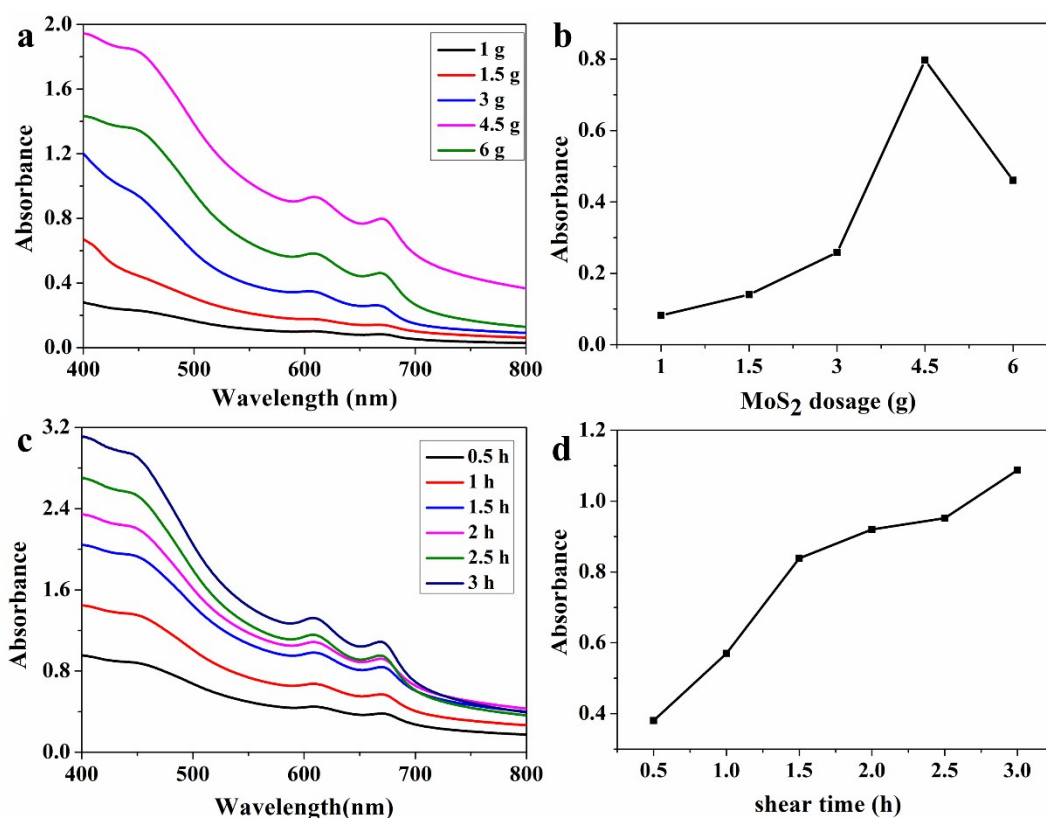 a
2.0
1.6
1.2
0.8
0.4
0.0
Absorbance
400 500 600 700 800
Wavelength (nm)
1 g
1.5 g
3 g
4.5 g
6 g
b
0.8
0.6
0.4
0.2
0.0
Absorbance
1 1.5 3 4.5 6
MoS2 dosage (g)
c
3.2
2.4
1.6
0.8
0.0
Absorbance
400 500 600 700 800
Wavelength(nm)
0.5 h
1 h
1.5 h
2 h
2.5 h
3 h
d
1.2
1.0
0.8
0.6
0.4
Absorbance
0.5 1.0 1.5 2.0 2.5 3.0
shear time (h)